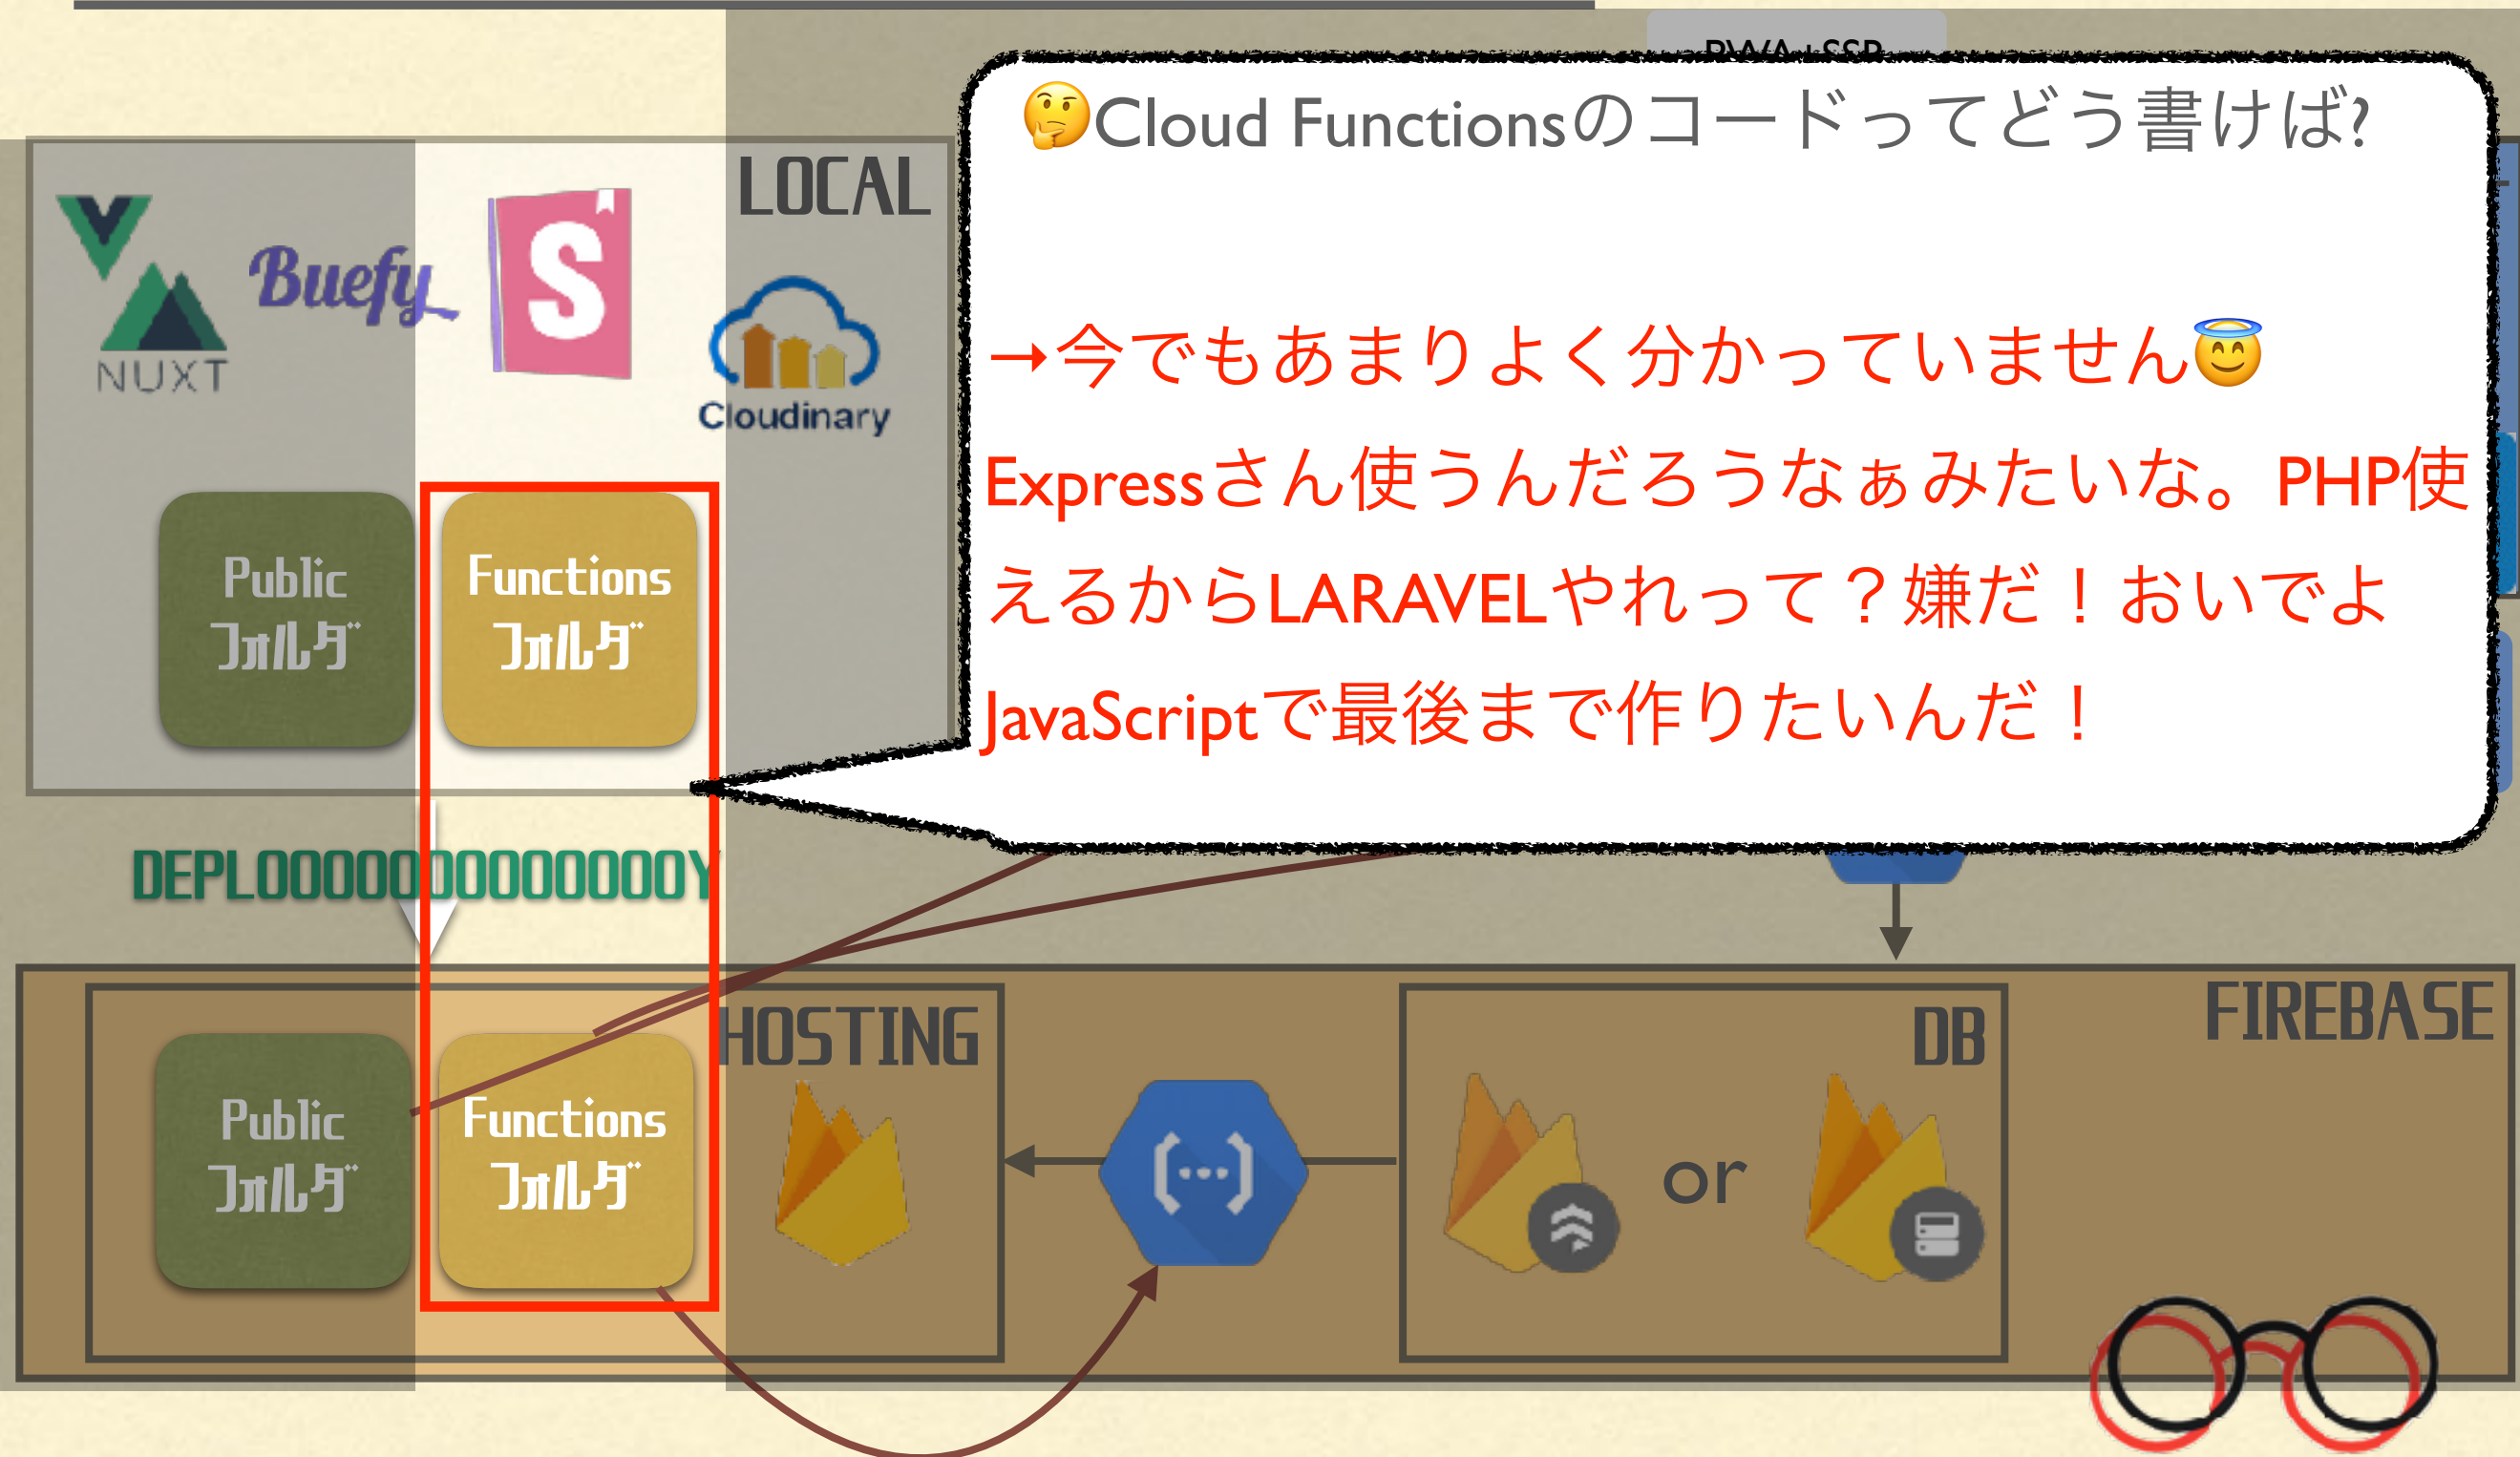 PWA+SSR
🤔Cloud Functionsのコードってどう書けば?
→今でもあまりよく分かっていません😇
Expressさん使うんだろうなぁみたいな。PHP使
えるからLARAVELやれって？嫌だ！おいでよ
JavaScriptで最後まで作りたいんだ！
LOCAL
NUXT
Buefy
S
Cloudinary
Public
フォルダ
Functions
フォルダ
DEPLOOOOOOOOOOOOOY
HOSTING
DB
FIREBASE
Public
フォルダ
Functions
フォルダ
or